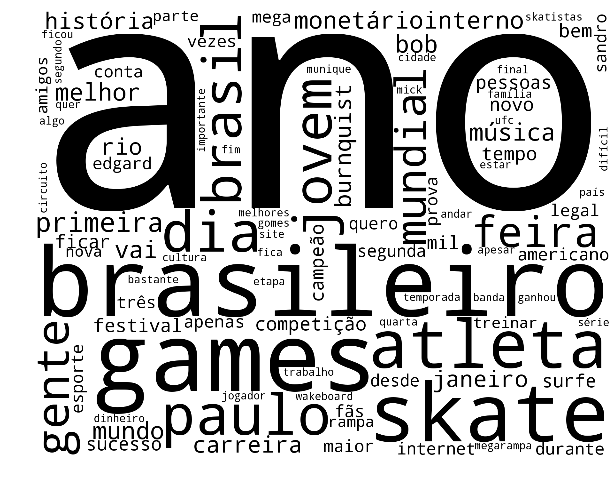 história parte mega monetário interno skatistas
ficou vezes bob bem sandro
ano
segundo conta munique cidade final
amigos melhor brasil jovem mick pessoas
quer família
algo importante burnquist mundial novo
ufc
rio música
edgard fim tempo difícil
circuito estar país
primeira dia melhores quero prova andar legal
gomes
ficar site mil feira
nova vai cultura fica campeão segunda apesar americano
brasileiro
bastante etapa
três temporada banda ganhou
festival apenas competição quarta treinar série
gente esporte games atleta
trabalho desde janeiro surfe
jogador wakeboard
dinheiro paulo fãs skate
mundo rampa
sucesso carreira maior internet megarampa durante